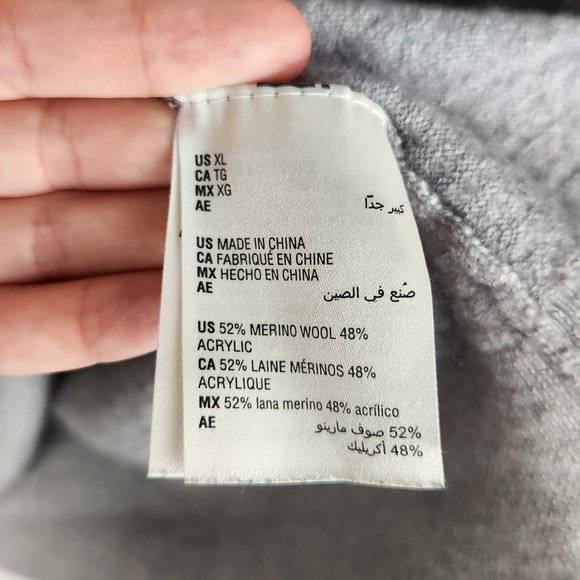 US XL
CA TG
MX XG
AE كبير جدًا
US MADE IN CHINA
CA FABRIQUÉ EN CHINE
MX HECHO EN CHINA
AE صُنع في الصين
US 52% MERINO WOOL 48%
ACRYLIC
CA 52% LAINE MÉRINOS 48%
ACRYLIQUE
MX 52% lana merino 48% acrílico
AE 52% صوف مارينو
48% أكريليك